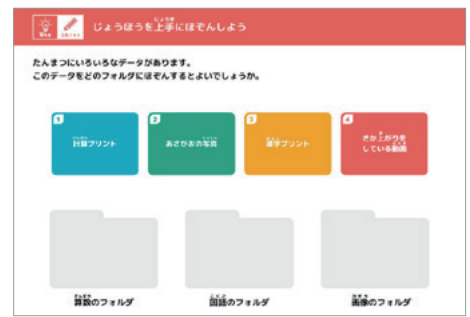 じょうほうを上手にほぞんしよう
たんまつにいろいろなデータがあります。
このデータをどのフォルダにほぞんするとよいでしょうか。
1
計算プリント
2
あさがおの写真
3
漢字プリント
4
さか上がりを
している動画
算数のフォルダ
国語のフォルダ
画像のフォルダ